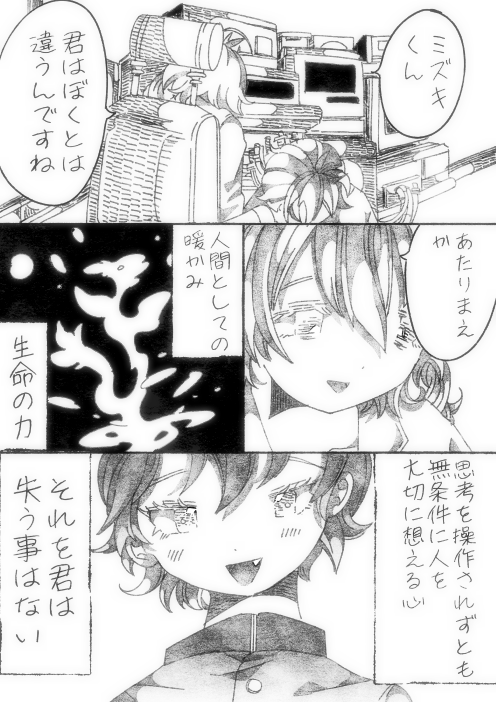 ミズキ
くん
君はぼくとは
違うんですね
あたりまえ
か
人間としての
暖かみ
生命の力
思考を操作されずとも
無条件に人を
大切に想える心
それを君は
失う事はない